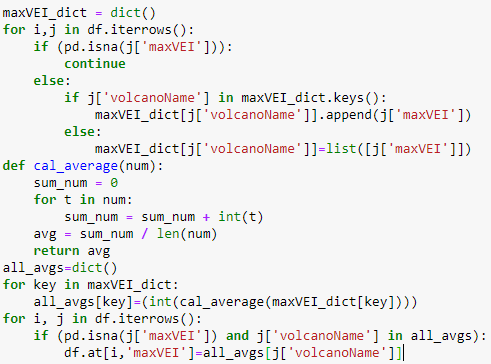 maxVEI_dict = dict()
for i,j in df.iterrows():
    if (pd.isna(j['maxVEI'])):
        continue
    else:
        if j['volcanoName'] in maxVEI_dict.keys():
            maxVEI_dict[j['volcanoName']].append(j['maxVEI'])
        else:
            maxVEI_dict[j['volcanoName']]=list([j['maxVEI']])
def cal_average(num):
    sum_num = 0
    for t in num:
        sum_num = sum_num + int(t)
    avg = sum_num / len(num)
    return avg
all_avgs=dict()
for key in maxVEI_dict:
    all_avgs[key]=(int(cal_average(maxVEI_dict[key])))
for i, j in df.iterrows():
    if (pd.isna(j['maxVEI']) and j['volcanoName'] in all_avgs):
        df.at[i,'maxVEI']=all_avgs[j['volcanoName']]